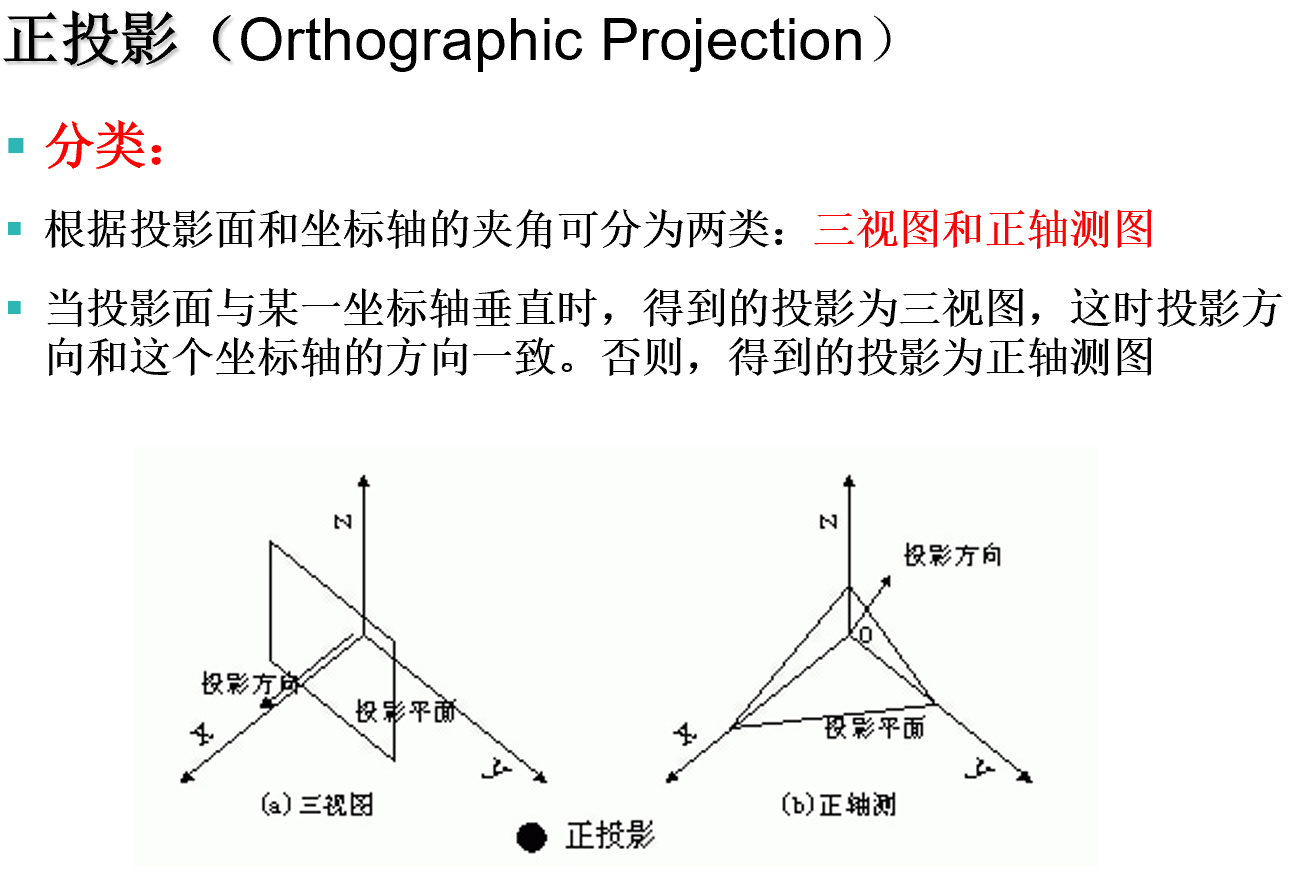 正投影（Orthographic Projection）
分类：
根据投影面和坐标轴的夹角可分为两类：三视图和正轴测图
当投影面与某一坐标轴垂直时，得到的投影为三视图，这时投影方
向和这个坐标轴的方向一致。否则，得到的投影为正轴测图
Z
投影方向
投影平面
X
Y
(a)三视图
Z
投影方向
O
投影平面
X
Y
(b)正轴测
正投影